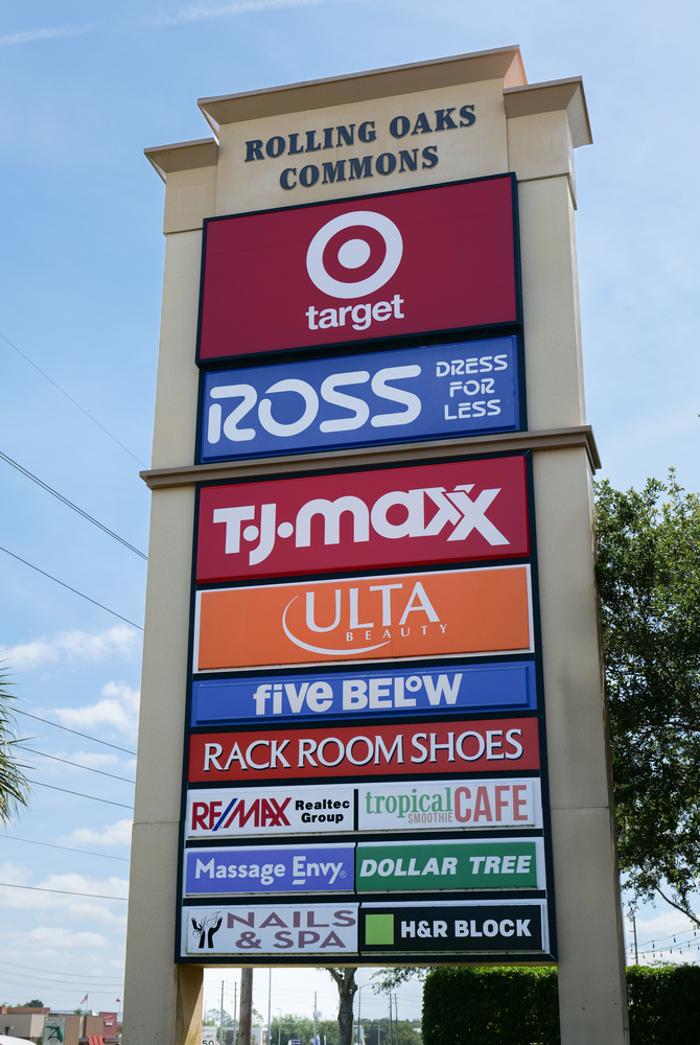 ROLLING OAKS
COMMONS
target
ROSS
DRESS
FOR
LESS
T·J·maxx
ULTA
BEAUTY
five BELOW
RACK ROOM SHOES
RE/MAX
Realtec
Group
tropical
SMOOTHIE
CAFE
Massage Envy®
DOLLAR TREE
NAILS
& SPA
H&R BLOCK